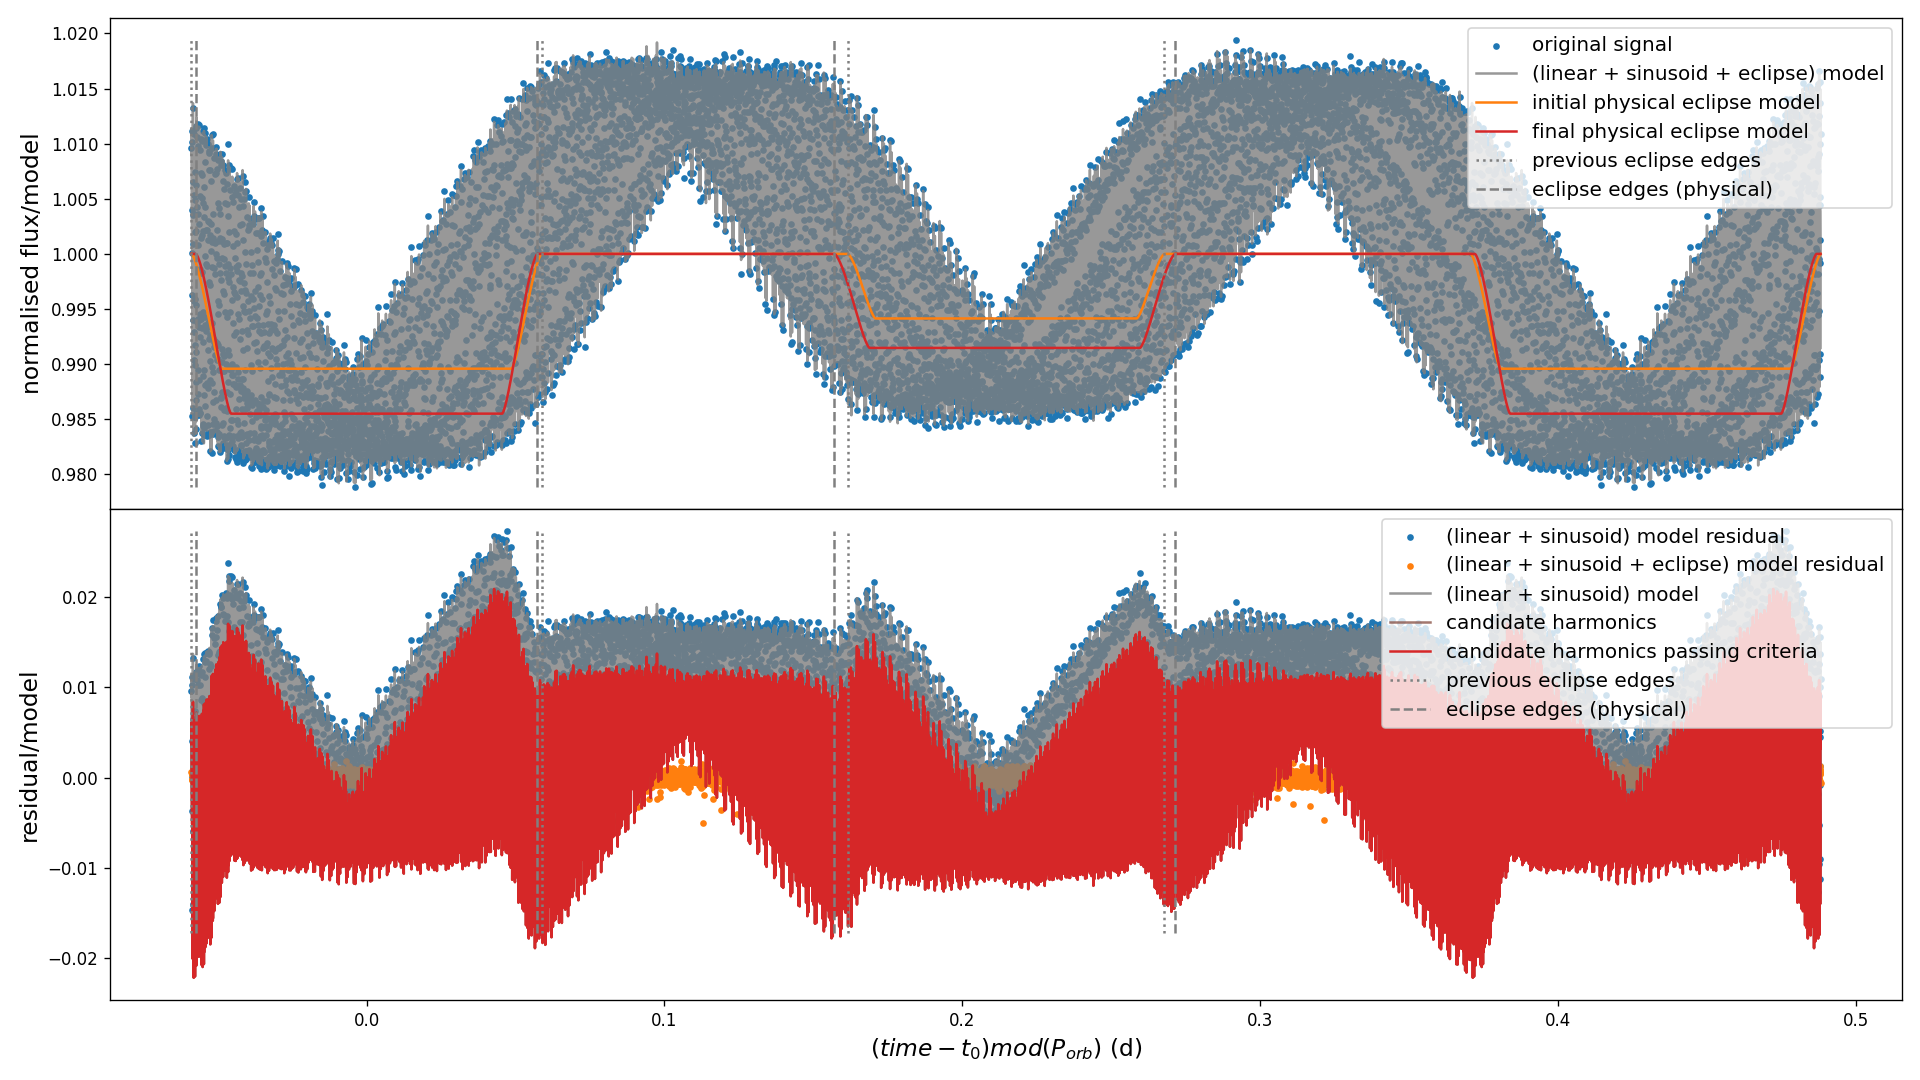 1.020
1.015
1.010
1.005
1.000
0.995
0.990
0.985
0.980
normalised flux/model
original signal
(linear + sinusoid + eclipse) model
initial physical eclipse model
final physical eclipse model
previous eclipse edges
eclipse edges (physical)
0.02
0.01
0.00
−0.01
−0.02
residual/model
(linear + sinusoid) model residual
(linear + sinusoid + eclipse) model residual
(linear + sinusoid) model
candidate harmonics
candidate harmonics passing criteria
previous eclipse edges
eclipse edges (physical)
0.0 0.1 0.2 0.3 0.4 0.5
(time − t₀)mod(P_orb) (d)